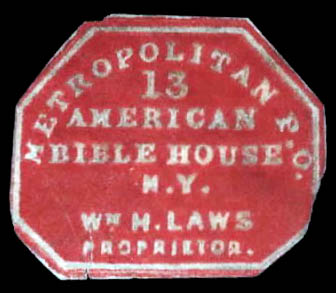 METROPOLITAN P.O.
13
AMERICAN
BIBLE HOUSE
N.Y.
Wm H. LAWS
PROPRIETOR.